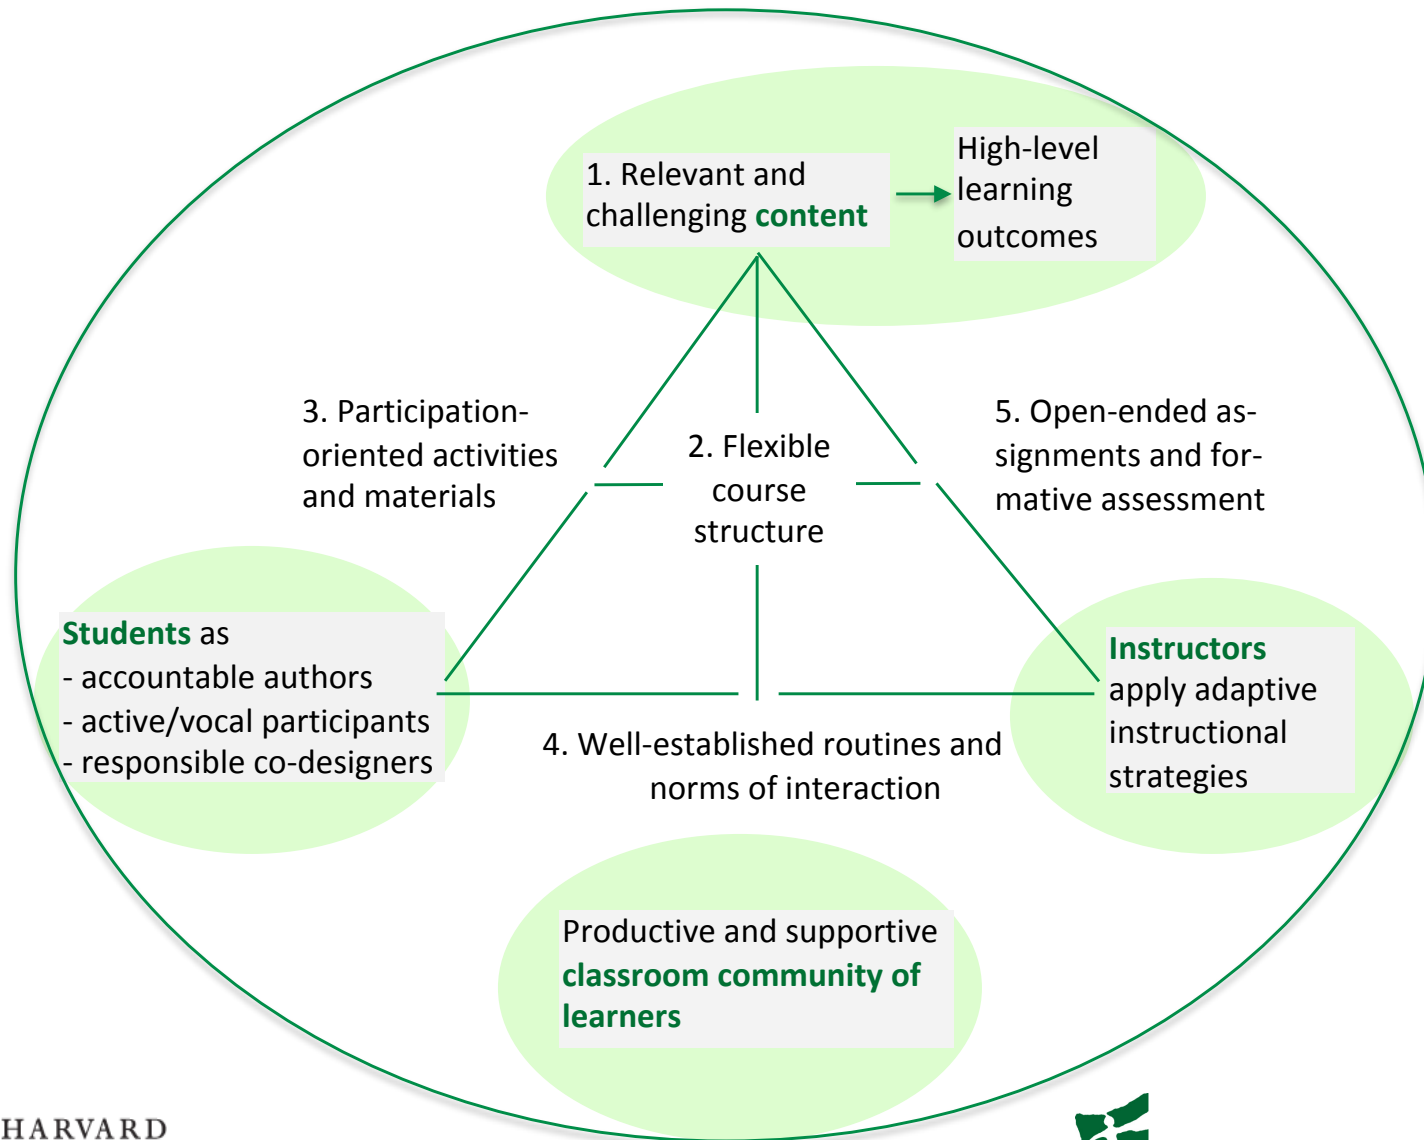 1. Relevant and
challenging content
High-level
learning
outcomes
3. Participation-
oriented activities
and materials
2. Flexible
course
structure
5. Open-ended as-
signments and for-
mative assessment
Students as
- accountable authors
- active/vocal participants
- responsible co-designers
Instructors
apply adaptive
instructional
strategies
4. Well-established routines and
norms of interaction
Productive and supportive
classroom community of
learners
HARVARD